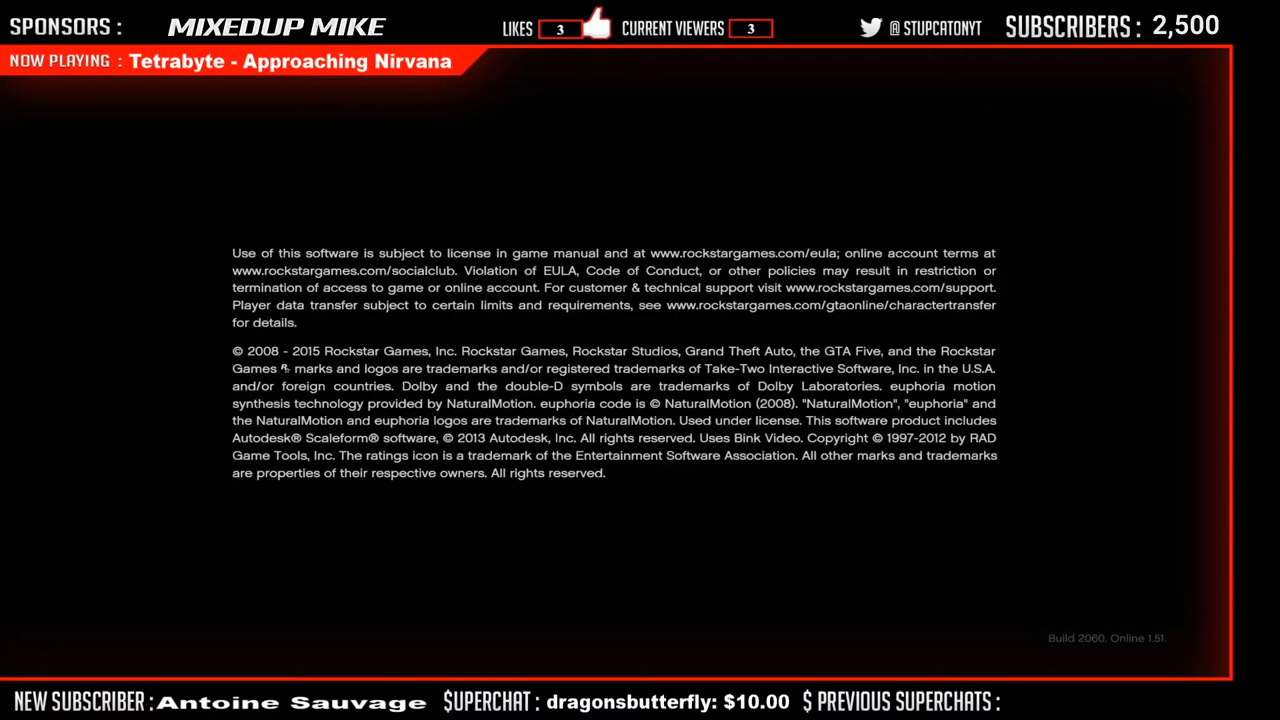 SPONSORS : MIXEDUP MIKE LIKES 3 CURRENT VIEWERS 3 @ STUPCATONYT SUBSCRIBERS : 2,500
NOW PLAYING : Tetrabyte - Approaching Nirvana
Use of this software is subject to license in game manual and at www.rockstargames.com/eula; online account terms at
www.rockstargames.com/socialclub. Violation of EULA, Code of Conduct, or other policies may result in restriction or
termination of access to game or online account. For customer & technical support visit www.rockstargames.com/support.
Player data transfer subject to certain limits and requirements, see www.rockstargames.com/gtaonline/charactertransfer
for details.
© 2008 - 2015 Rockstar Games, Inc. Rockstar Games, Rockstar Studios, Grand Theft Auto, the GTA Five, and the Rockstar
Games R* marks and logos are trademarks and/or registered trademarks of Take-Two Interactive Software, Inc. in the U.S.A.
and/or foreign countries. Dolby and the double-D symbols are trademarks of Dolby Laboratories. euphoria motion
synthesis technology provided by NaturalMotion. euphoria code is © NaturalMotion (2008). "NaturalMotion", "euphoria" and
the NaturalMotion and euphoria logos are trademarks of NaturalMotion. Used under license. This software product includes
Autodesk® Scaleform® software, © 2013 Autodesk, Inc. All rights reserved. Uses Bink Video. Copyright © 1997-2012 by RAD
Game Tools, Inc. The ratings icon is a trademark of the Entertainment Software Association. All other marks and trademarks
are properties of their respective owners. All rights reserved.
Build 2060, Online 1.51.
NEW SUBSCRIBER : Antoine Sauvage $UPERCHAT : dragonsbutterfly: $10.00 $ PREVIOUS SUPERCHATS :